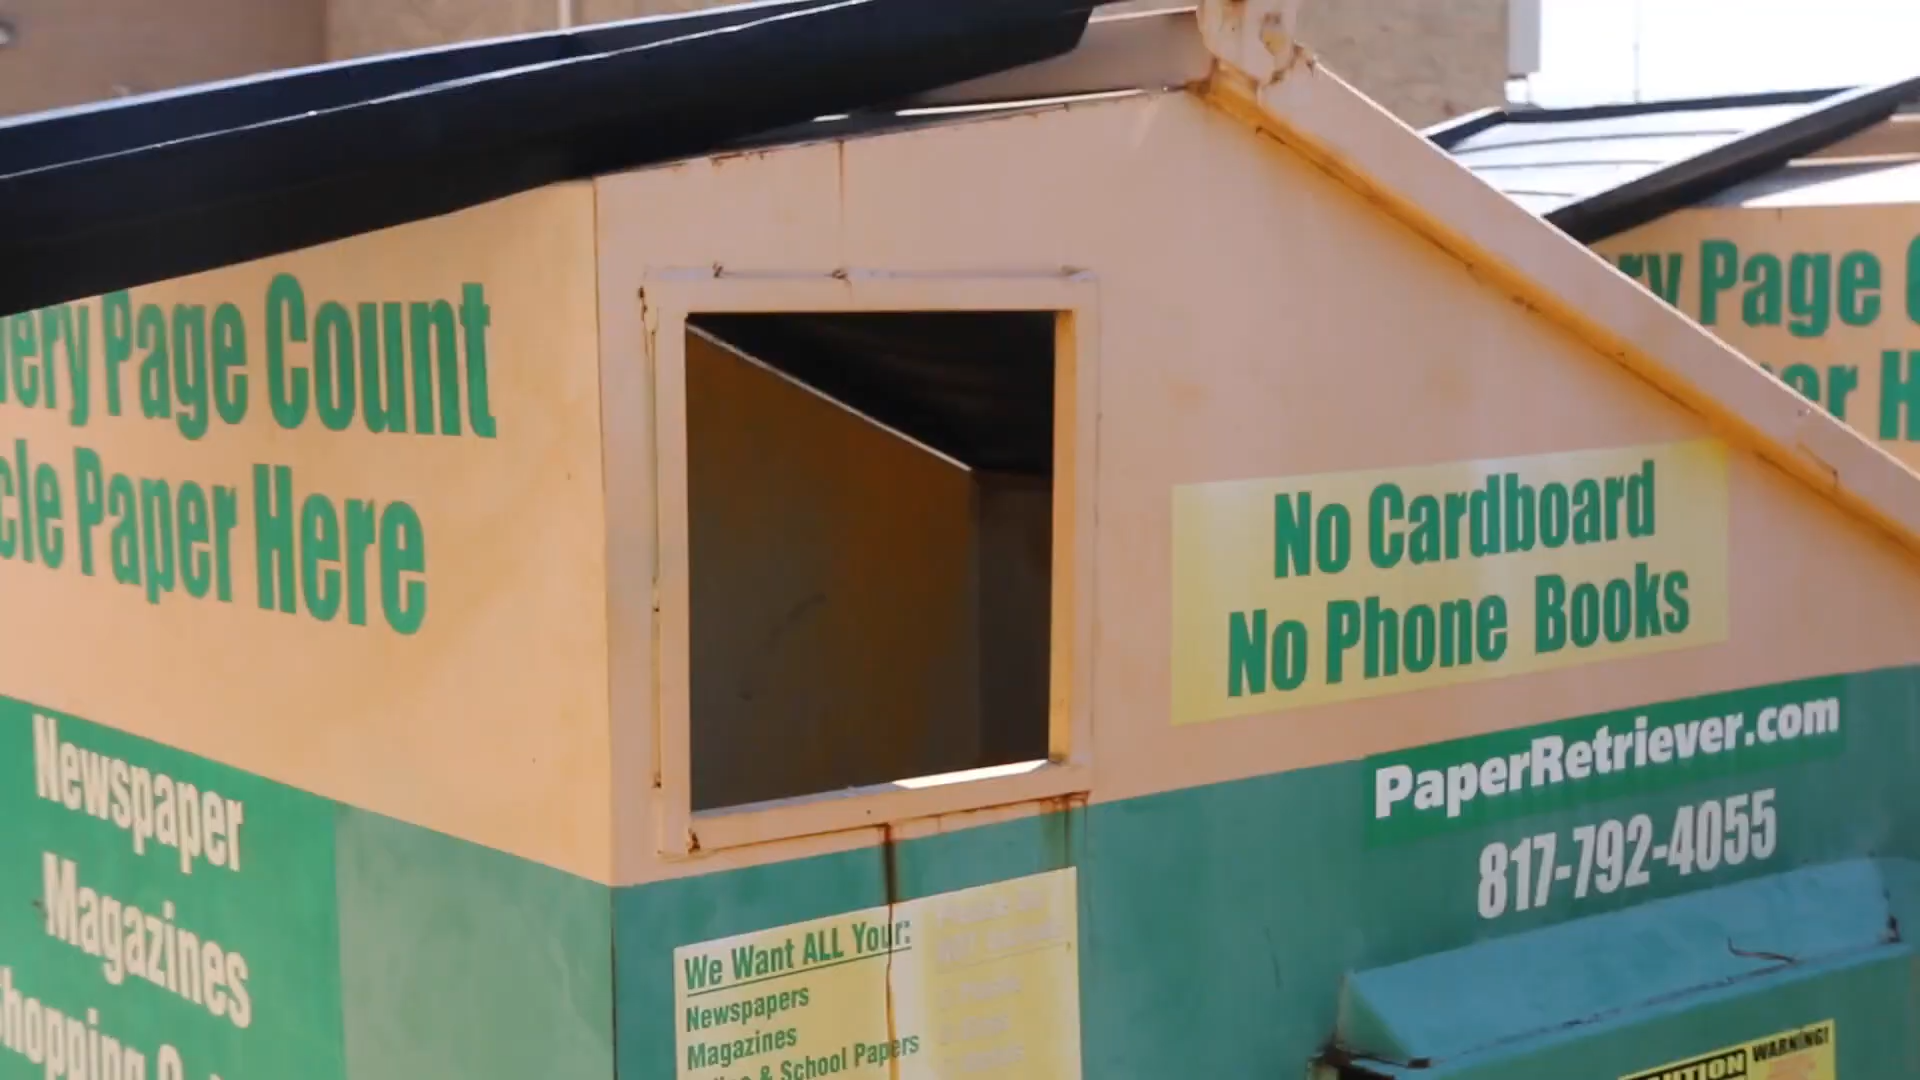 ery Page Count
cle Paper Here
Newspaper
Magazines
hopping
We Want ALL Your:
Newspapers
Magazines
& School Papers
No Cardboard
No Phone Books
PaperRetriever.com
817-792-4055
WARNING!
ry Page
er H